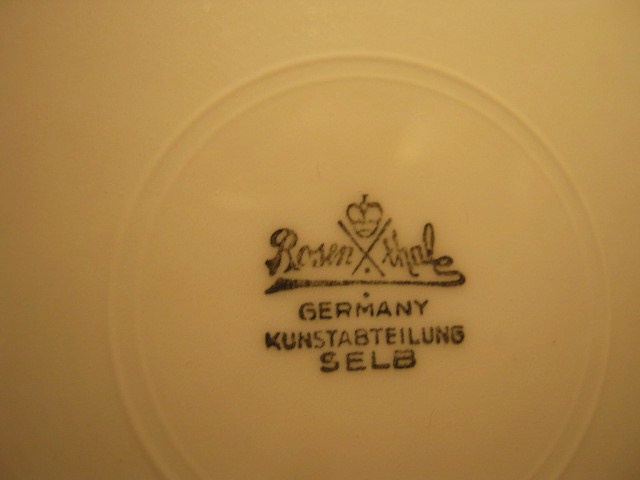 Rosenthal
GERMANY
KUNSTABTEILUNG
SELB